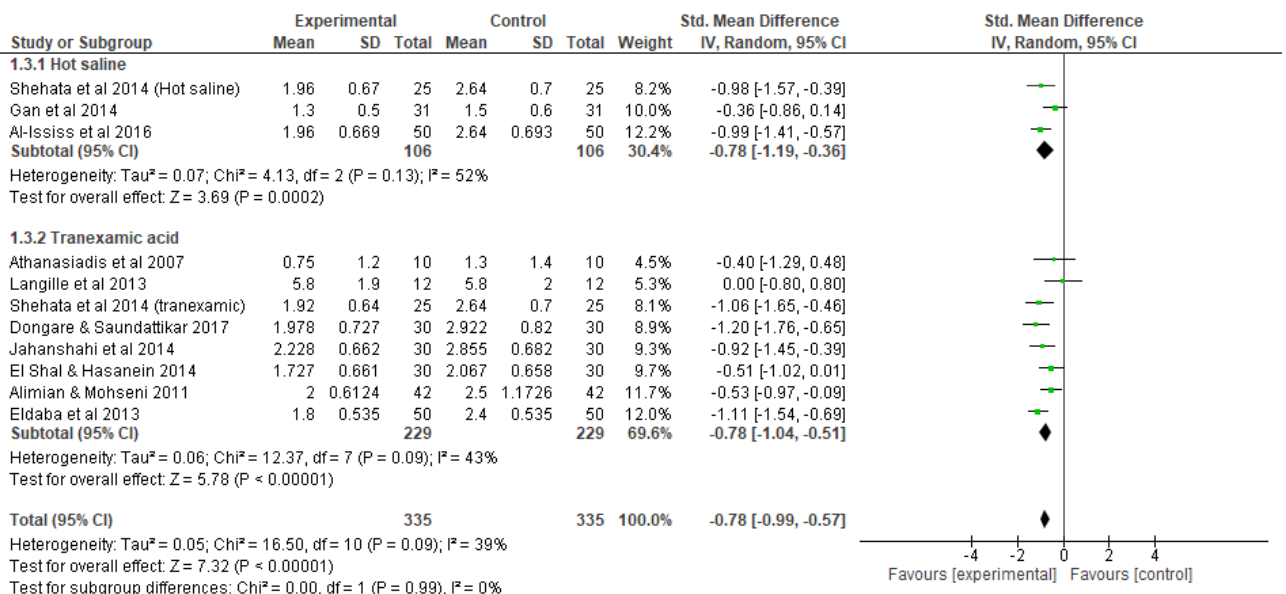 Experimental Control Std. Mean Difference Std. Mean Difference
Study or Subgroup Mean SD Total Mean SD Total Weight IV, Random, 95% CI IV, Random, 95% CI
1.3.1 Hot saline
Shehata et al 2014 (Hot saline) 1.96 0.67 25 2.64 0.7 25 8.2% -0.98 [-1.57, -0.39]
Gan et al 2014 1.3 0.5 31 1.5 0.6 31 10.0% -0.36 [-0.86, 0.14]
Al-Ississ et al 2016 1.96 0.669 50 2.64 0.693 50 12.2% -0.99 [-1.41, -0.57]
Subtotal (95% CI) 106 106 30.4% -0.78 [-1.19, -0.36]
Heterogeneity: Tau² = 0.07; Chi² = 4.13, df = 2 (P = 0.13); I² = 52%
Test for overall effect: Z = 3.69 (P = 0.0002)
1.3.2 Tranexamic acid
Athanasiadis et al 2007 0.75 1.2 10 1.3 1.4 10 4.5% -0.40 [-1.29, 0.48]
Langille et al 2013 5.8 1.9 12 5.8 2 12 5.3% 0.00 [-0.80, 0.80]
Shehata et al 2014 (tranexamic) 1.92 0.64 25 2.64 0.7 25 8.1% -1.06 [-1.65, -0.46]
Dongare & Saundattikar 2017 1.978 0.727 30 2.922 0.82 30 8.9% -1.20 [-1.76, -0.65]
Jahanshahi et al 2014 2.228 0.662 30 2.855 0.682 30 9.3% -0.92 [-1.45, -0.39]
El Shal & Hasanein 2014 1.727 0.661 30 2.067 0.658 30 9.7% -0.51 [-1.02, 0.01]
Alimian & Mohseni 2011 2 0.6124 42 2.5 1.1726 42 11.7% -0.53 [-0.97, -0.09]
Eldaba et al 2013 1.8 0.535 50 2.4 0.535 50 12.0% -1.11 [-1.54, -0.69]
Subtotal (95% CI) 229 229 69.6% -0.78 [-1.04, -0.51]
Heterogeneity: Tau² = 0.06; Chi² = 12.37, df = 7 (P = 0.09); I² = 43%
Test for overall effect: Z = 5.78 (P < 0.00001)
Total (95% CI) 335 335 100.0% -0.78 [-0.99, -0.57]
Heterogeneity: Tau² = 0.05; Chi² = 16.50, df = 10 (P = 0.09); I² = 39%
Test for overall effect: Z = 7.32 (P < 0.00001)
Test for subgroup differences: Chi² = 0.00, df = 1 (P = 0.99), I² = 0%
-4 -2 0 2 4
Favours [experimental] Favours [control]